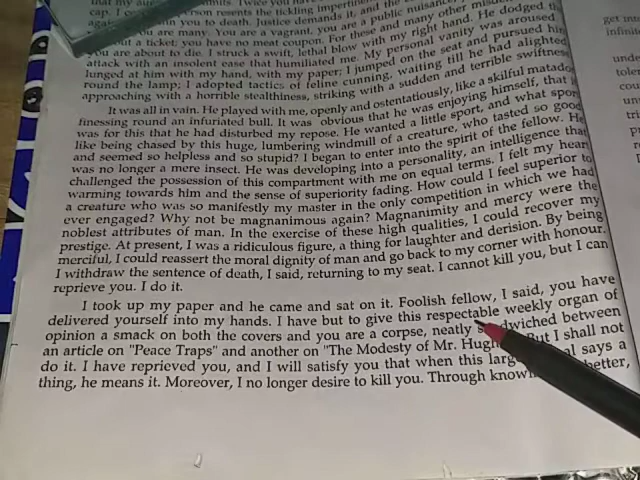 that my
cap. I resents the tickling, impertinence
you to death. Justice demands it, and the
you are many. You are a vagrant, you are a public nuisance,
out a ticket; you have no meat coupon. For these and many other
you are about to die. I struck a swift, lethal blow with my right hand. He dodged the
attack with an insolent ease that humiliated me. My personal vanity was aroused
lunged at him with my hand, with my paper; I jumped on the seat and pursued him
round the lamp; I adopted tactics of feline cunning, waiting till he had alighted
approaching with a horrible stealthiness, striking with a sudden and terrible swiftness
It was all in vain. He played with me, openly and ostentatiously, like a skilful matado
finessing round an infuriated bull. It was obvious that he was enjoying himself, that
was for this that he had disturbed my repose. He wanted a little sport, and what spor
like being chased by this huge, lumbering windmill of a creature, who tasted so good
and seemed so helpless and so stupid? I began to enter into the spirit of the fellow. He
was no longer a mere insect. He was developing into a personality, an intelligence that
challenged the possession of this compartment with me on equal terms. I felt my hear
warming towards him and the sense of superiority fading. How could I feel superior to
a creature who was so manifestly my master in the only competition in which we had
ever engaged? Why not be magnanimous again? Magnanimity and mercy were the
noblest attributes of man. In the exercise of these high qualities, I could recover my
prestige. At present, I was a ridiculous figure, a thing for laughter and derision. By being
merciful, I could reassert the moral dignity of man and go back to my corner with honour.
I withdraw the sentence of death, I said, returning to my seat. I cannot kill you, but I can
reprieve you. I do it.
I took up my paper and he came and sat on it. Foolish fellow, I said, you have
delivered yourself into my hands. I have but to give this respectable weekly organ of
opinion a smack on both the covers and you are a corpse, neatly sandwiched between
an article on "Peace Traps" and another on "The Modesty of Mr. Hugh But I shall not
do it. I have reprieved you, and I will satisfy you that when this large says a
thing, he means it. Moreover, I no longer desire to kill you. Through better,
get
infinite
unde
tole
cou
un
tri